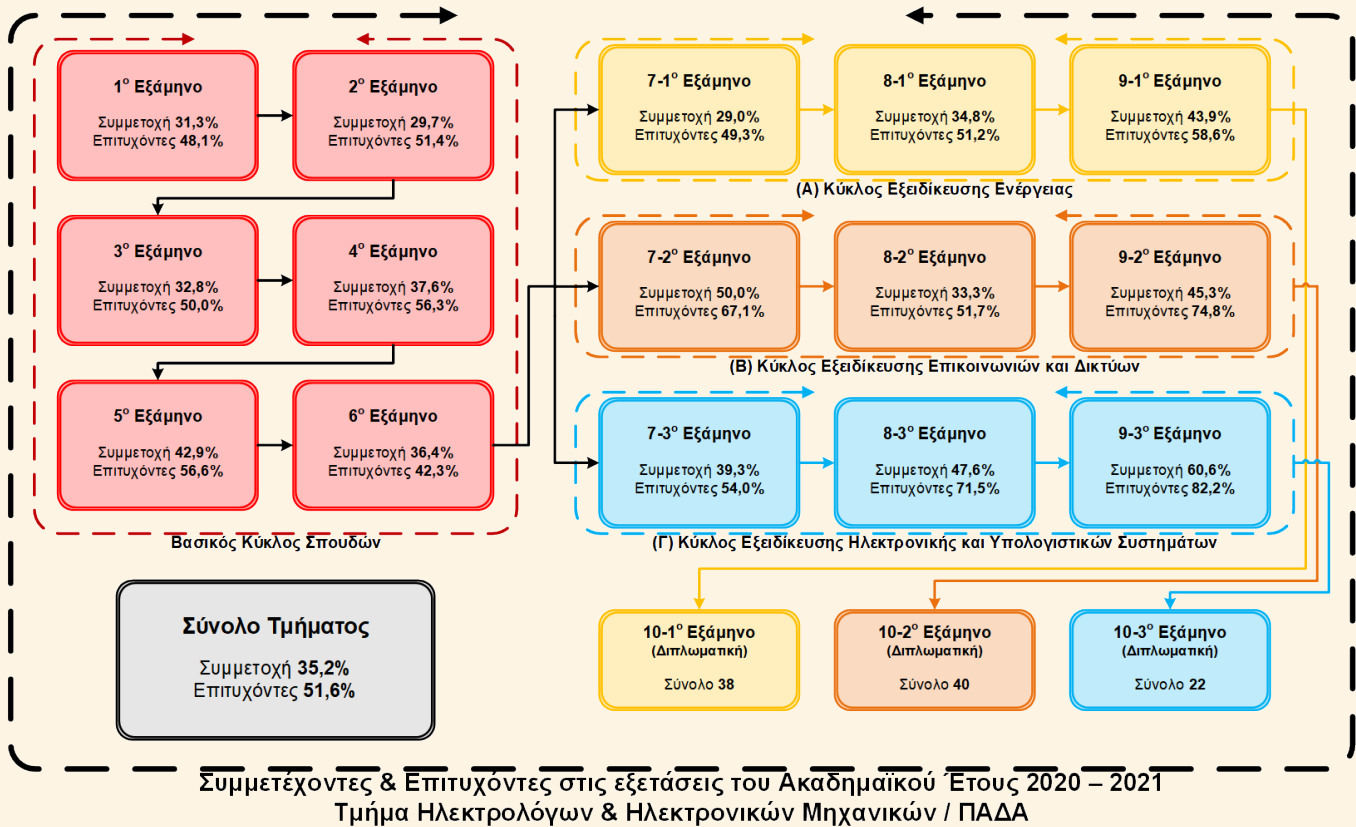 1ο Εξάμηνο
Συμμετοχή 31,3%
Επιτυχόντες 48,1%
2ο Εξάμηνο
Συμμετοχή 29,7%
Επιτυχόντες 51,4%
3ο Εξάμηνο
Συμμετοχή 32,8%
Επιτυχόντες 50,0%
4ο Εξάμηνο
Συμμετοχή 37,6%
Επιτυχόντες 56,3%
5ο Εξάμηνο
Συμμετοχή 42,9%
Επιτυχόντες 56,6%
6ο Εξάμηνο
Συμμετοχή 36,4%
Επιτυχόντες 42,3%
Βασικός Κύκλος Σπουδών
7-1ο Εξάμηνο
Συμμετοχή 29,0%
Επιτυχόντες 49,3%
8-1ο Εξάμηνο
Συμμετοχή 34,8%
Επιτυχόντες 51,2%
9-1ο Εξάμηνο
Συμμετοχή 43,9%
Επιτυχόντες 58,6%
(Α) Κύκλος Εξειδίκευσης Ενέργειας
7-2ο Εξάμηνο
Συμμετοχή 50,0%
Επιτυχόντες 67,1%
8-2ο Εξάμηνο
Συμμετοχή 33,3%
Επιτυχόντες 51,7%
9-2ο Εξάμηνο
Συμμετοχή 45,3%
Επιτυχόντες 74,8%
(Β) Κύκλος Εξειδίκευσης Επικοινωνιών και Δικτύων
7-3ο Εξάμηνο
Συμμετοχή 39,3%
Επιτυχόντες 54,0%
8-3ο Εξάμηνο
Συμμετοχή 47,6%
Επιτυχόντες 71,5%
9-3ο Εξάμηνο
Συμμετοχή 60,6%
Επιτυχόντες 82,2%
(Γ) Κύκλος Εξειδίκευσης Ηλεκτρονικής και Υπολογιστικών Συστημάτων
Σύνολο Τμήματος
Συμμετοχή 35,2%
Επιτυχόντες 51,6%
10-1ο Εξάμηνο
(Διπλωματική)
Σύνολο 38
10-2ο Εξάμηνο
(Διπλωματική)
Σύνολο 40
10-3ο Εξάμηνο
(Διπλωματική)
Σύνολο 22
Συμμετέχοντες & Επιτυχόντες στις εξετάσεις του Ακαδημαϊκού Έτους 2020 – 2021
Τμήμα Ηλεκτρολόγων & Ηλεκτρονικών Μηχανικών / ΠΑΔΑ